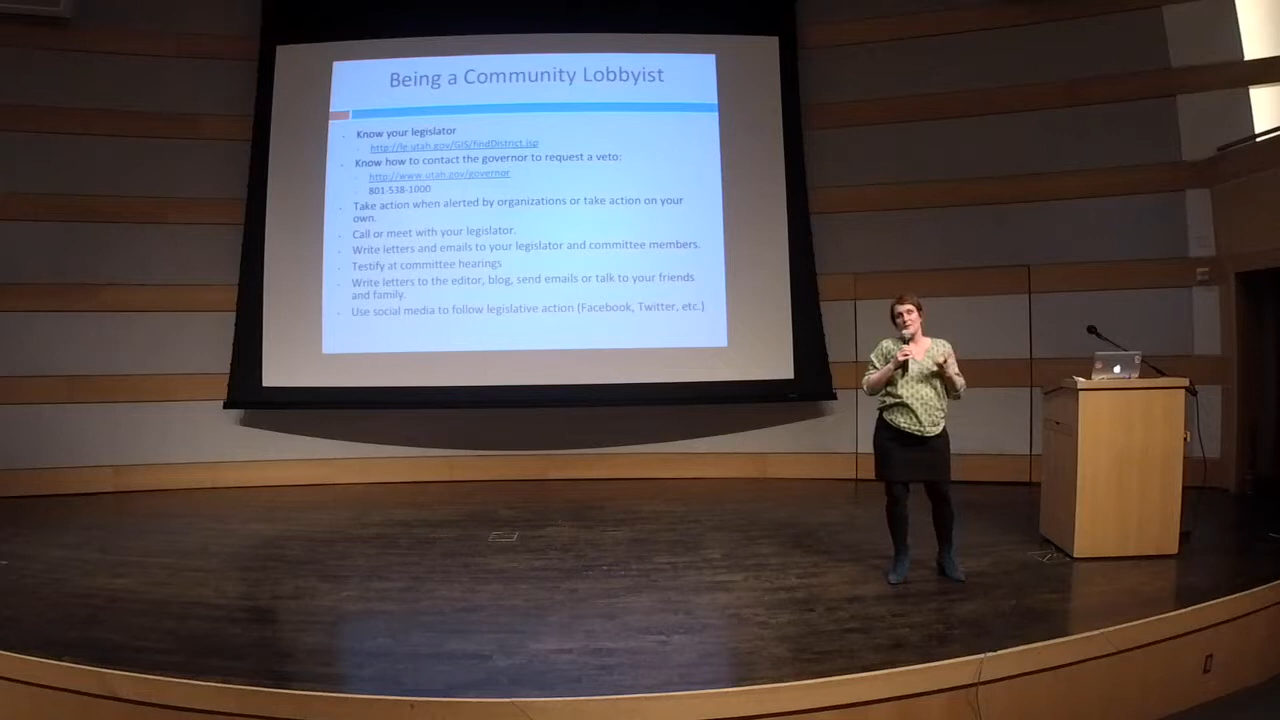 Being a Community Lobbyist
Know your legislator
http://le.utah.gov/GIS/findDistrict.jsp
Know how to contact the governor to request a veto:
http://www.utah.gov/governor
801-538-1000
Take action when alerted by organizations or take action on your
own.
Call or meet with your legislator.
Write letters and emails to your legislator and committee members.
Testify at committee hearings
Write letters to the editor, blog, send emails or talk to your friends
and family.
Use social media to follow legislative action (Facebook, Twitter, etc.)